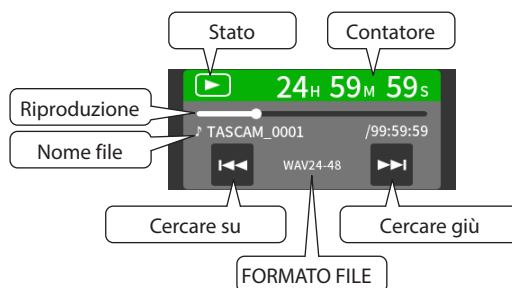 Stato
Contatore
24H 59M 59S
Riproduzione
♪ TASCAM_0001
/99:59:59
Nome file
WAV24-48
Cercare su
Cercare giù
FORMATO FILE